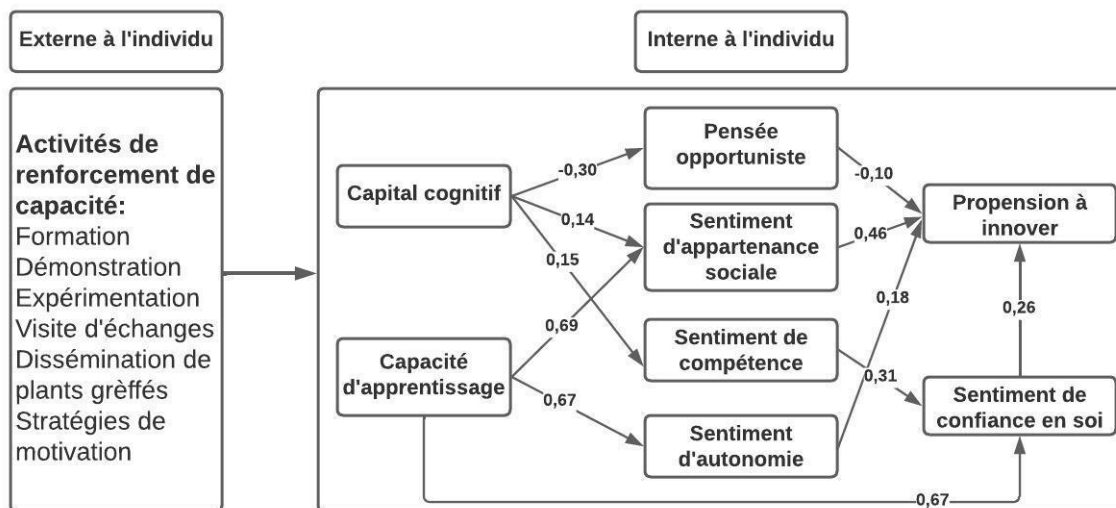 Externe à l'individu
Interne à l'individu
Activités de
renforcement de
capacité:
Formation
Démonstration
Expérimentation
Visite d'échanges
Dissémination de
plants grèffés
Stratégies de
motivation
Capital cognitif
Capacité
d'apprentissage
-0,30
0,14
0,15
0,69
0,67
Pensée
opportuniste
Sentiment
d'appartenance
sociale
Sentiment de
compétence
Sentiment
d'autonomie
-0,10
0,46
0,18
0,31
Propension à
innover
0,26
Sentiment de
confiance en soi
0,67